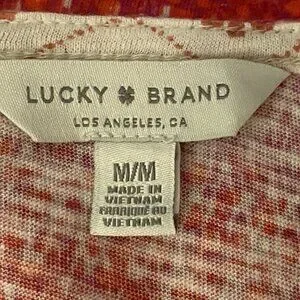 LUCKY BRAND
LOS ANGELES, CA
M/M
MADE IN
VIETNAM
FABRIQUÉ AU
VIETNAM